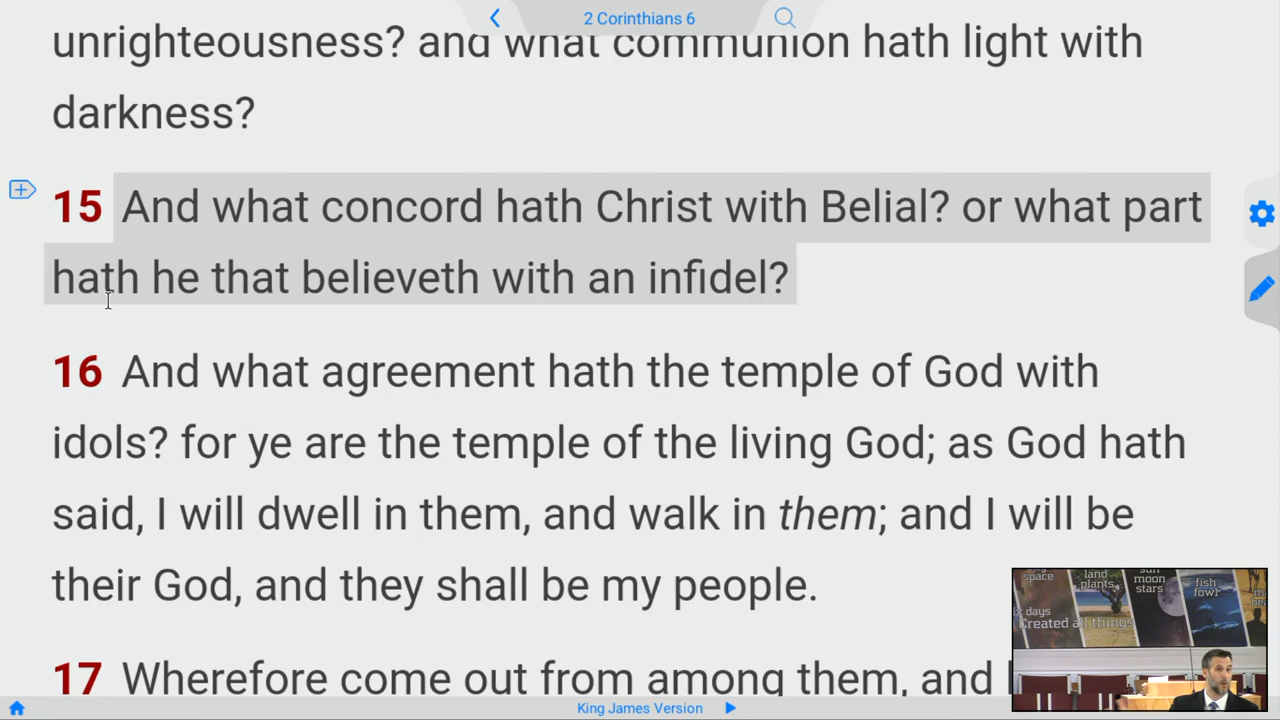 2 Corinthians 6
unrighteousness? and what communion hath light with
darkness?
15 And what concord hath Christ with Belial? or what part
hath he that believeth with an infidel?
16 And what agreement hath the temple of God with
idols? for ye are the temple of the living God; as God hath
said, I will dwell in them, and walk in them; and I will be
their God, and they shall be my people.
17 Wherefore come out from among them, and
space
land
plants
sun
moon
stars
fish
fowl
days
Created all things
King James Version